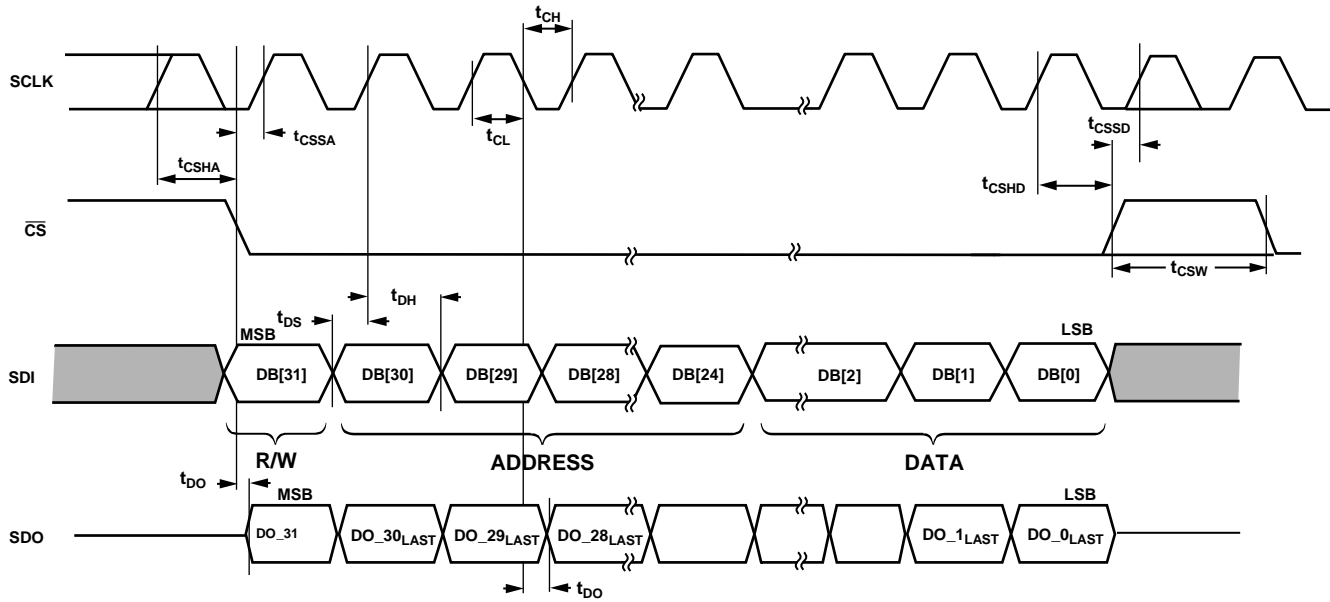 tCH
SCLK
tCSSA
tCL
tCSSD
tCSHA
tCSHD
CS
tCSW
tDS
tDH
MSB
LSB
SDI
DB[31]
DB[30]
DB[29]
DB[28]
DB[24]
DB[2]
DB[1]
DB[0]
R/W
ADDRESS
DATA
tDO
MSB
LSB
SDO
DO_31
DO_30LAST
DO_29LAST
DO_28LAST
DO_1LAST
DO_0LAST
tDO